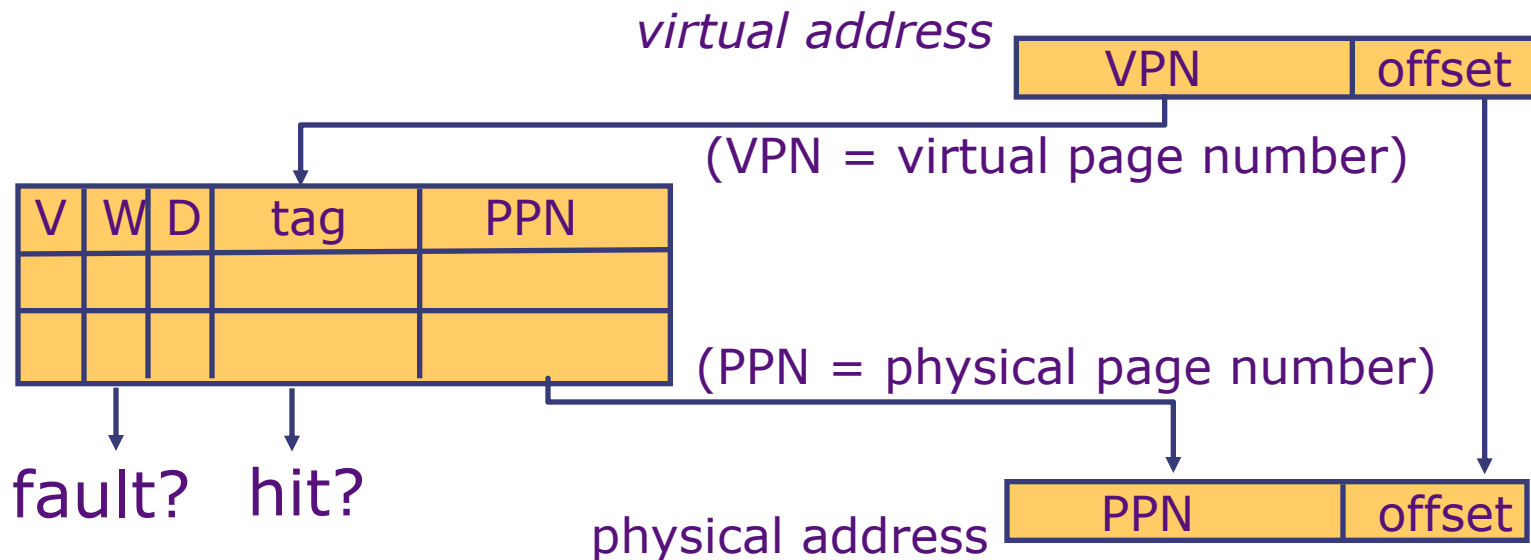 virtual address
VPN offset
(VPN = virtual page number)
V W D tag PPN
(PPN = physical page number)
fault? hit?
PPN offset
physical address